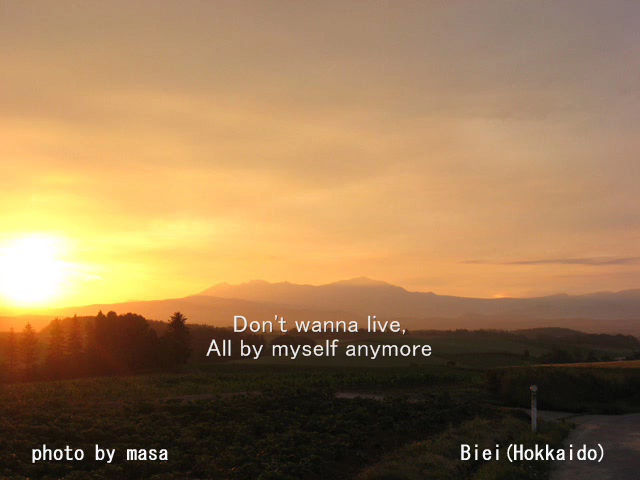 Don't wanna live,
All by myself anymore
photo by masa
Biei(Hokkaido)